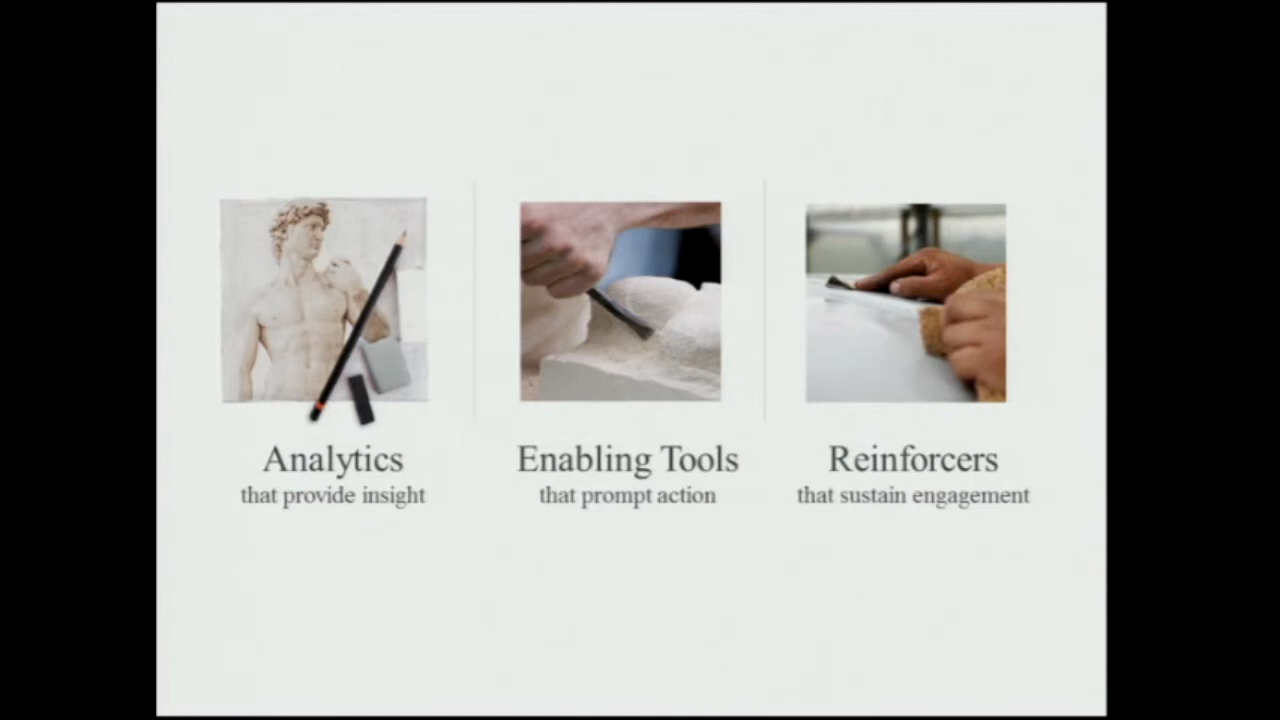 Analytics
that provide insight
Enabling Tools
that prompt action
Reinforcers
that sustain engagement